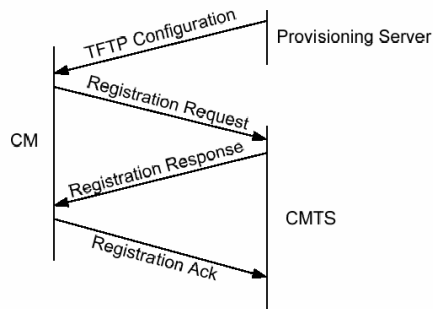 TFTP Configuration
Provisioning Server
Registration Request
CM
Registration Response
CMTS
Registration Ack